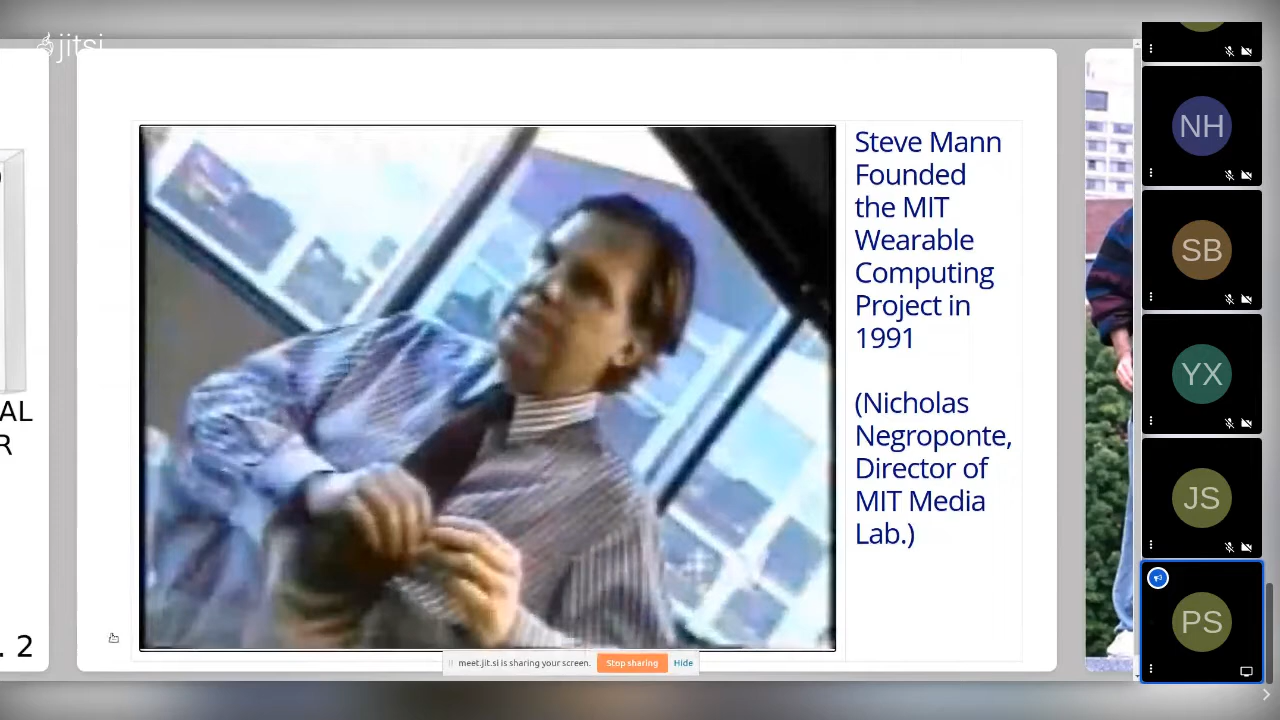 jitsi
Steve Mann
Founded
the MIT
Wearable
Computing
Project in
1991
(Nicholas
Negroponte,
Director of
MIT Media
Lab.)
AL
R
. 2
meet.jit.si is sharing your screen.
Stop sharing
Hide
NH
SB
YX
JS
PS